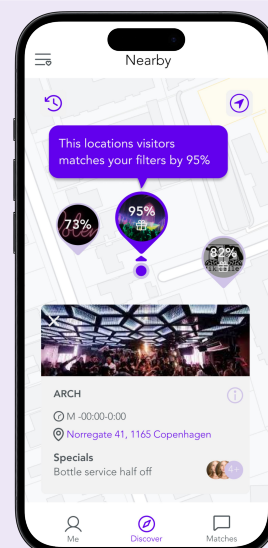 Nearby
This locations visitors
matches your filters by 95%
95%
73%
82%
ARCH
M -00:00-0:00
Norregate 41, 1165 Copenhagen
Specials
Bottle service half off
4+
Me
Discover
Matches